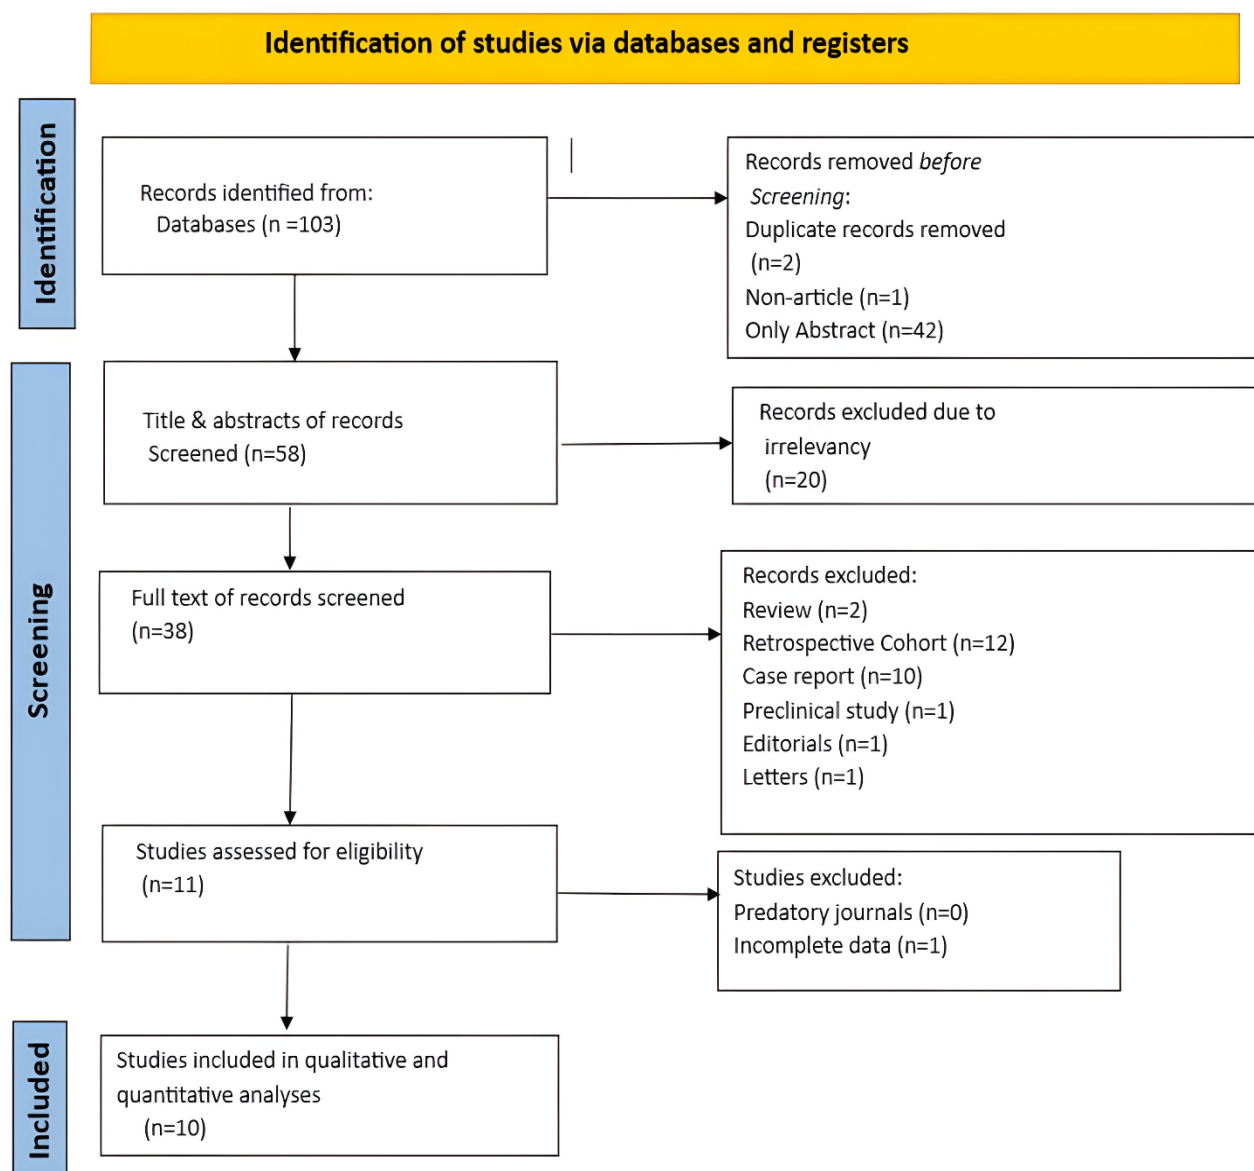 Identification of studies via databases and registers
Identification
Records identified from:
Databases (n =103)
Records removed before
Screening:
Duplicate records removed
(n=2)
Non-article (n=1)
Only Abstract (n=42)
Screening
Title & abstracts of records
Screened (n=58)
Records excluded due to
irrelevancy
(n=20)
Full text of records screened
(n=38)
Records excluded:
Review (n=2)
Retrospective Cohort (n=12)
Case report (n=10)
Preclinical study (n=1)
Editorials (n=1)
Letters (n=1)
Studies assessed for eligibility
(n=11)
Studies excluded:
Predatory journals (n=0)
Incomplete data (n=1)
Included
Studies included in qualitative and
quantitative analyses
(n=10)